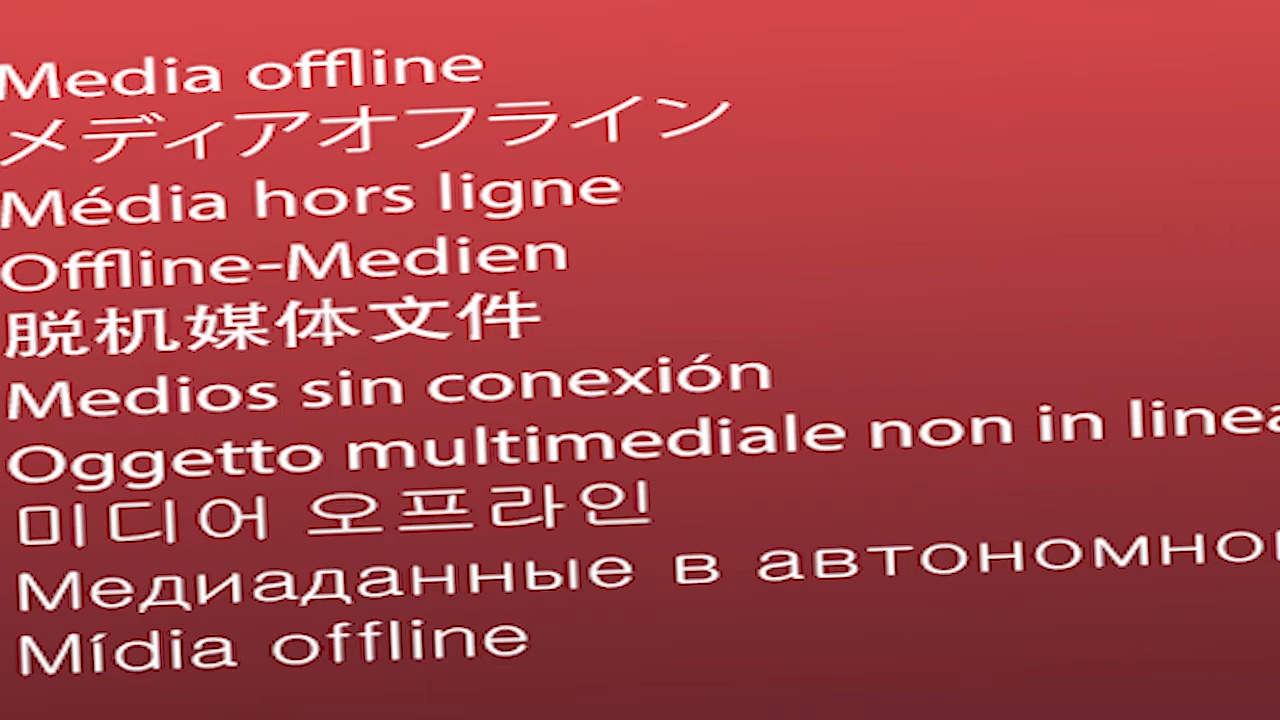 Media offline
メディアオフライン
Média hors ligne
Offline-Medien
脱机媒体文件
Medios sin conexión
Oggetto multimediale non in linea
미디어 오프라인
Медиаданные в
Mídia offline